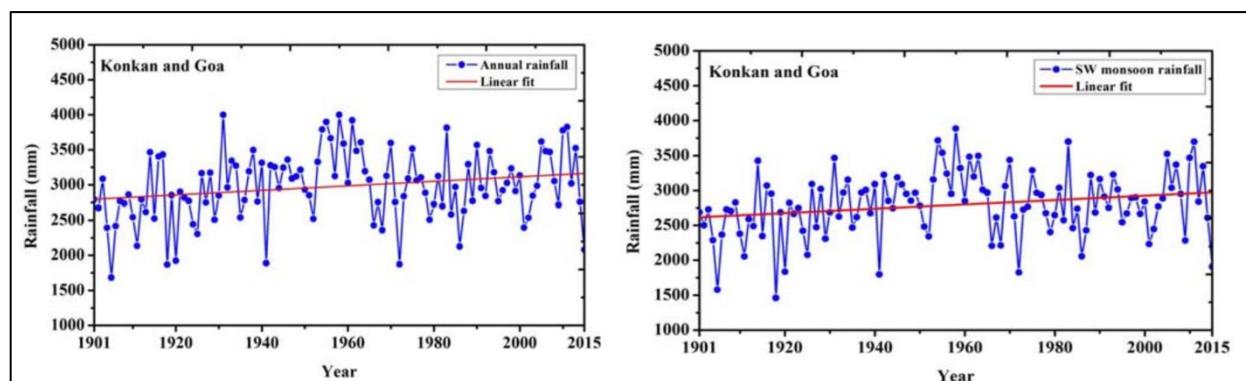 Konkan and Goa
Annual rainfall
Linear fit
5000
4500
4000
3500
3000
2500
2000
1500
1000
Rainfall (mm)
1901 1920 1940 1960 1980 2000 2015
Year
Konkan and Goa
SW monsoon rainfall
Linear fit
5000
4500
4000
3500
3000
2500
2000
1500
1000
Rainfall (mm)
1901 1920 1940 1960 1980 2000 2015
Year